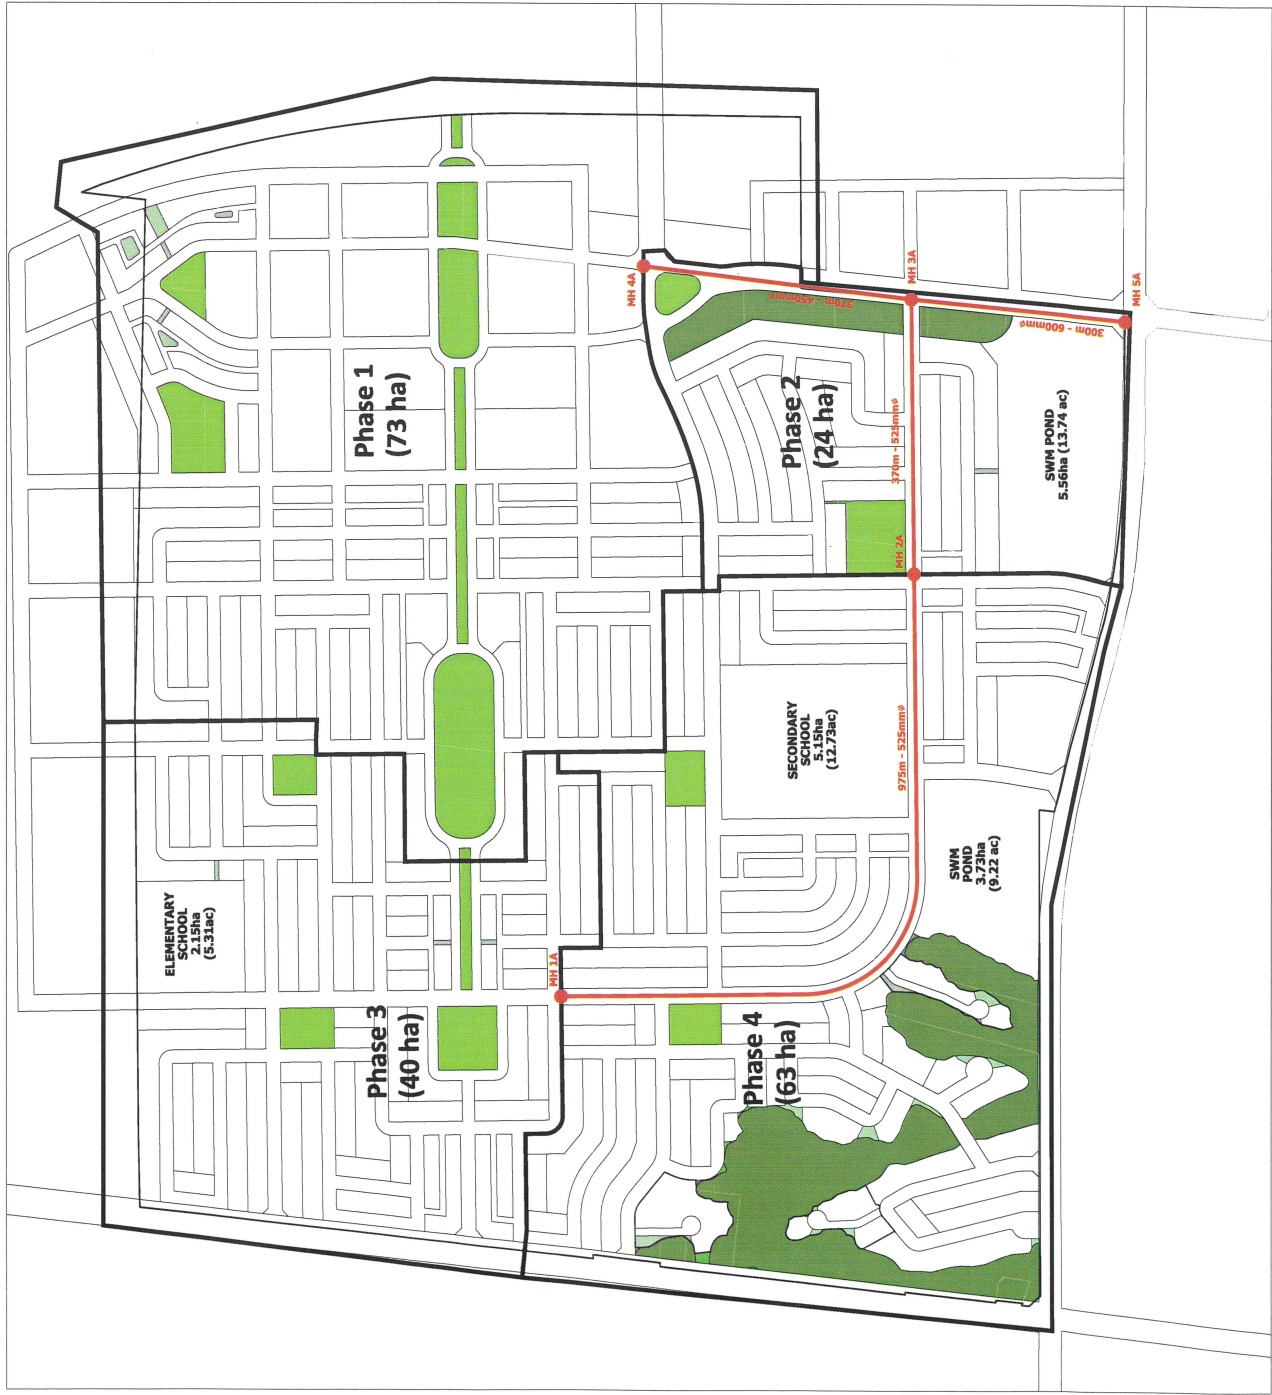 MH 4A
370m - 450mmø
MH 3A
300m - 600mmø
MH 5A
Phase 1
(73 ha)
Phase 2
(24 ha)
370m - 525mmø
SWM POND
5.56ha (13.74 ac)
MH 2A
SECONDARY
SCHOOL
5.15ha
(12.73ac)
975m - 525mmø
SWM
POND
3.73ha
(9.22 ac)
ELEMENTARY
SCHOOL
2.15ha
(5.31ac)
MH 1A
Phase 3
(40 ha)
Phase 4
(63 ha)